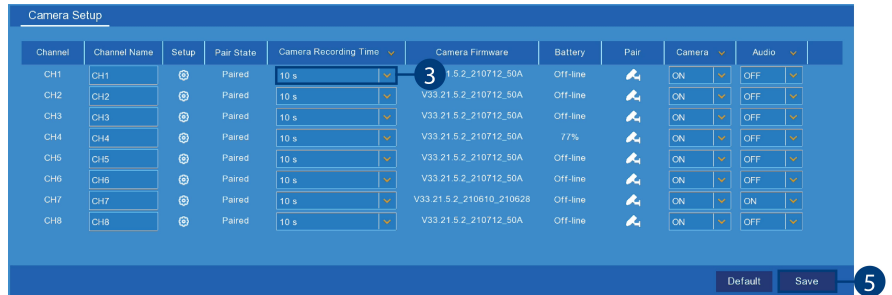 Camera Setup
Channel Channel Name Setup Pair State Camera Recording Time Camera Firmware Battery Pair Camera Audio
CH1 CH1 Paired 10 s 3 .1.5.2_210712_50A Off-line ON OFF
CH2 CH2 Paired 10 s V33.21.5.2_210712_50A Off-line ON OFF
CH3 CH3 Paired 10 s V33.21.5.2_210712_50A Off-line ON OFF
CH4 CH4 Paired 10 s V33.21.5.2_210712_50A 77% ON OFF
CH5 CH5 Paired 10 s V33.21.5.2_210712_50A Off-line ON OFF
CH6 CH6 Paired 10 s V33.21.5.2_210712_50A Off-line ON OFF
CH7 CH7 Paired 10 s V33.21.5.2_210610_210628 Off-line ON ON
CH8 CH8 Paired 10 s V33.21.5.2_210712_50A Off-line ON OFF
Default Save 5